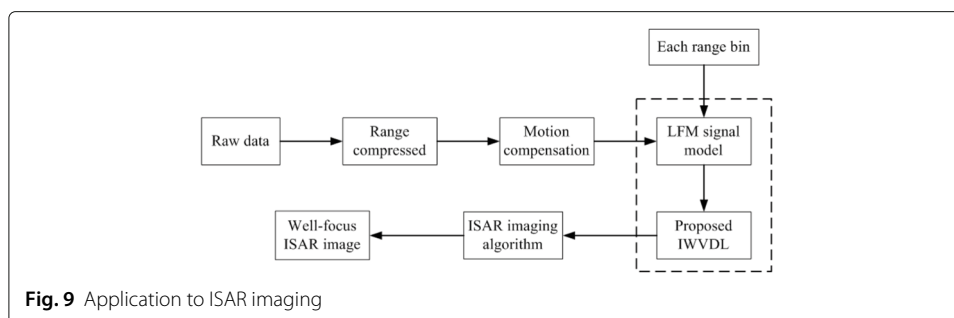 Each range bin
Raw data
Range
compressed
Motion
compensation
LFM signal
model
Well-focus
ISAR image
ISAR imaging
algorithm
Proposed
IWVDL
Fig. 9 Application to ISAR imaging